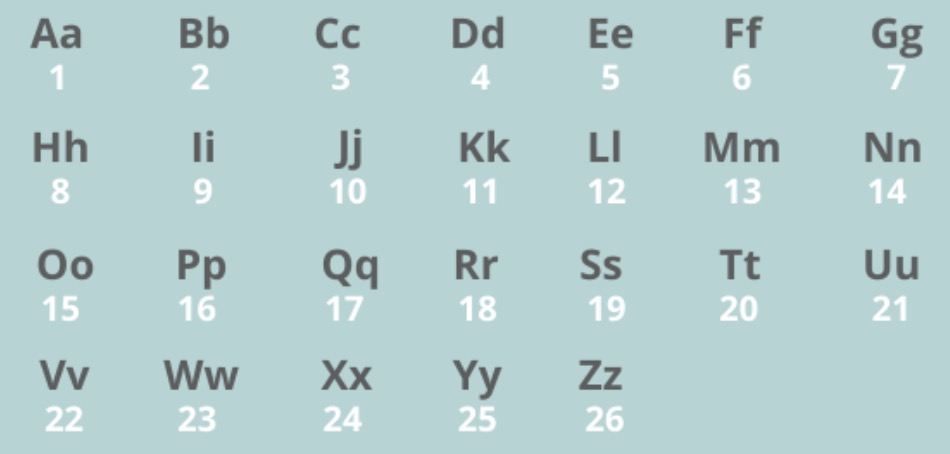 Aa Bb Cc Dd Ee Ff Gg
1 2 3 4 5 6 7
Hh Ii Jj Kk Ll Mm Nn
8 9 10 11 12 13 14
Oo Pp Qq Rr Ss Tt Uu
15 16 17 18 19 20 21
Vv Ww Xx Yy Zz
22 23 24 25 26